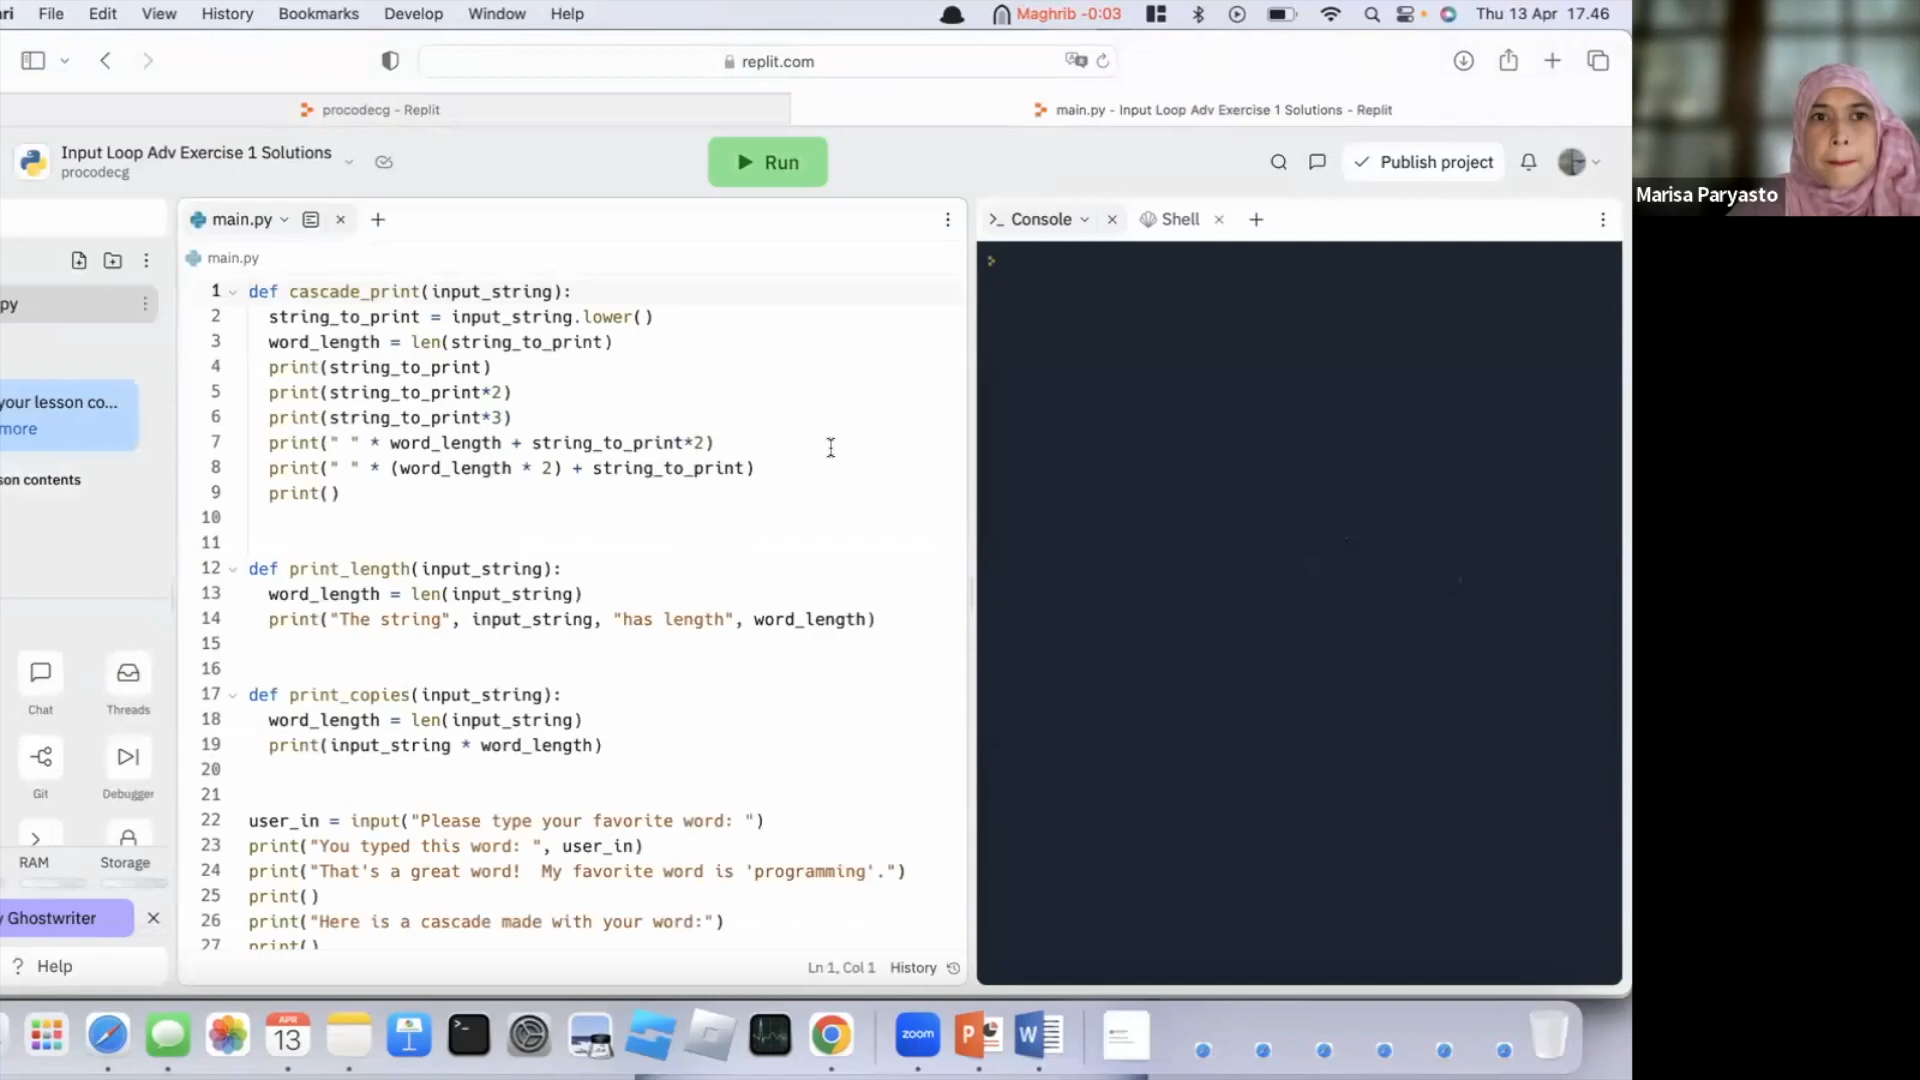 ari File Edit View History Bookmarks Develop Window Help Maghrib -0:03 Thu 13 Apr 17.46
replit.com
procodecg - Replit main.py - Input Loop Adv Exercise 1 Solutions - Replit
Input Loop Adv Exercise 1 Solutions
procodecg
Run
Publish project
Marisa Paryasto
main.py
Console
Shell
main.py
py
your lesson co...
more
son contents
1 def cascade_print(input_string):
2 string_to_print = input_string.lower()
3 word_length = len(string_to_print)
4 print(string_to_print)
5 print(string_to_print*2)
6 print(string_to_print*3)
7 print(" " * word_length + string_to_print*2)
8 print(" " * (word_length * 2) + string_to_print)
9 print()
10
11
12 def print_length(input_string):
13 word_length = len(input_string)
14 print("The string", input_string, "has length", word_length)
15
16
17 def print_copies(input_string):
18 word_length = len(input_string)
19 print(input_string * word_length)
20
21
22 user_in = input("Please type your favorite word: ")
23 print("You typed this word: ", user_in)
24 print("That's a great word!  My favorite word is 'programming'.")
25 print()
26 print("Here is a cascade made with your word:")
27 print()
Chat Threads
Git Debugger
RAM Storage
y Ghostwriter
? Help
Ln 1, Col 1 History
APR
13
zoom
P
W